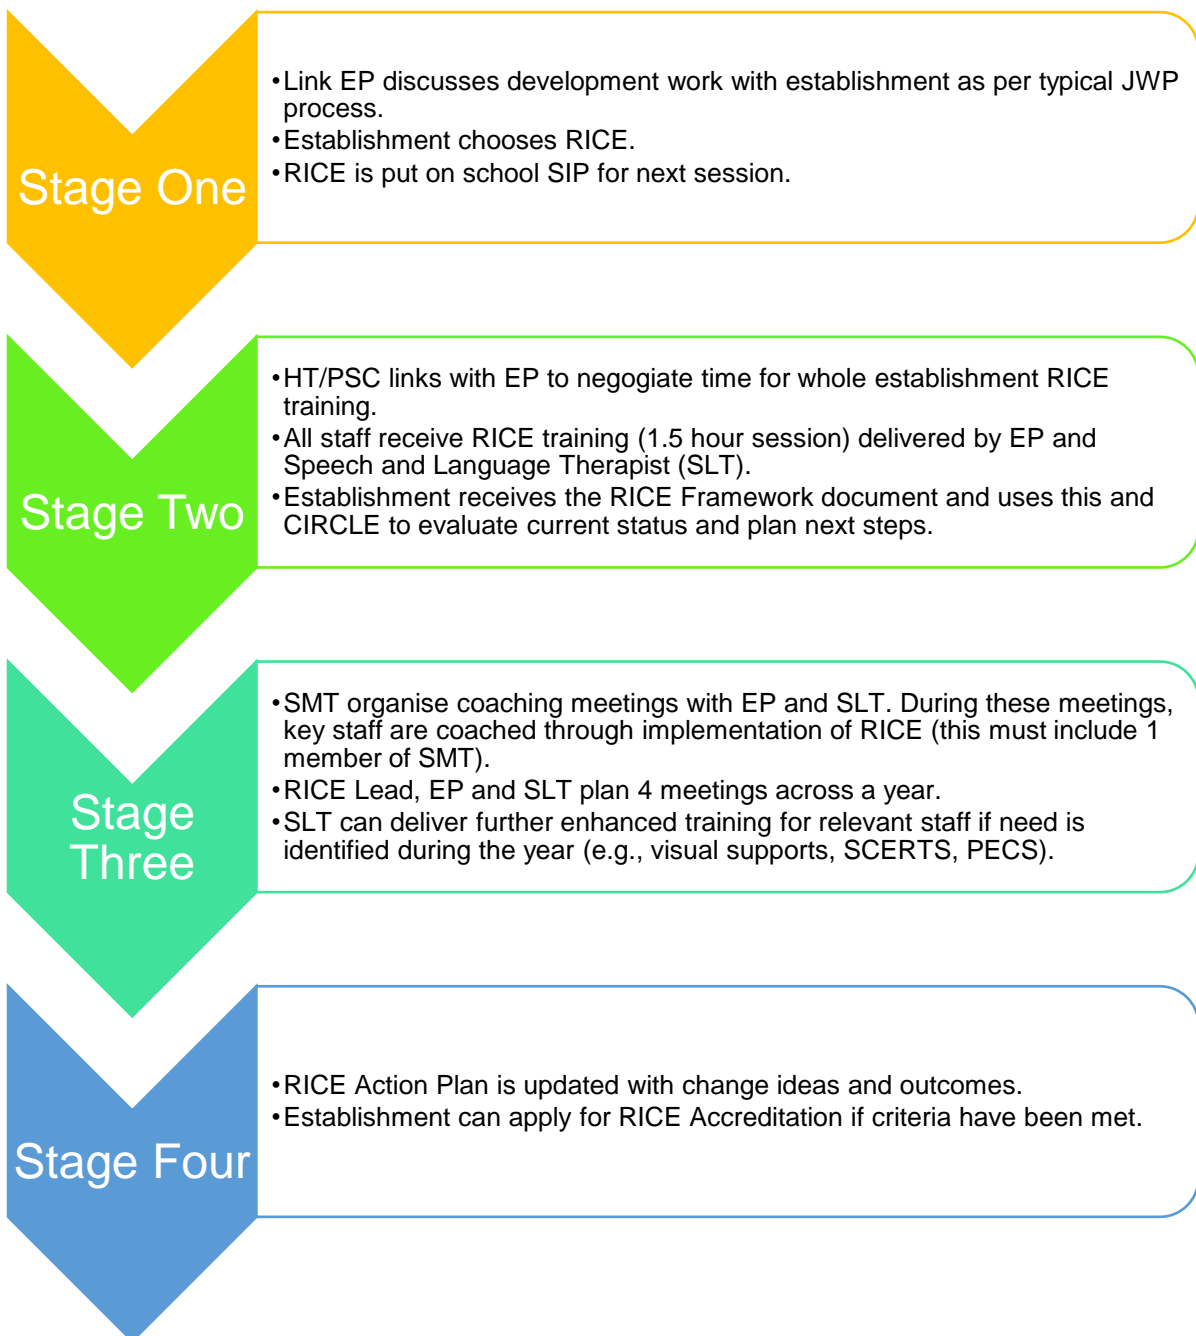 Stage One
•Link EP discusses development work with establishment as per typical JWP
process.
•Establishment chooses RICE.
•RICE is put on school SIP for next session.
Stage Two
•HT/PSC links with EP to negogiate time for whole establishment RICE
training.
•All staff receive RICE training (1.5 hour session) delivered by EP and
Speech and Language Therapist (SLT).
•Establishment receives the RICE Framework document and uses this and
CIRCLE to evaluate current status and plan next steps.
Stage
Three
•SMT organise coaching meetings with EP and SLT. During these meetings,
key staff are coached through implementation of RICE (this must include 1
member of SMT).
•RICE Lead, EP and SLT plan 4 meetings across a year.
•SLT can deliver further enhanced training for relevant staff if need is
identified during the year (e.g., visual supports, SCERTS, PECS).
Stage Four
•RICE Action Plan is updated with change ideas and outcomes.
•Establishment can apply for RICE Accreditation if criteria have been met.